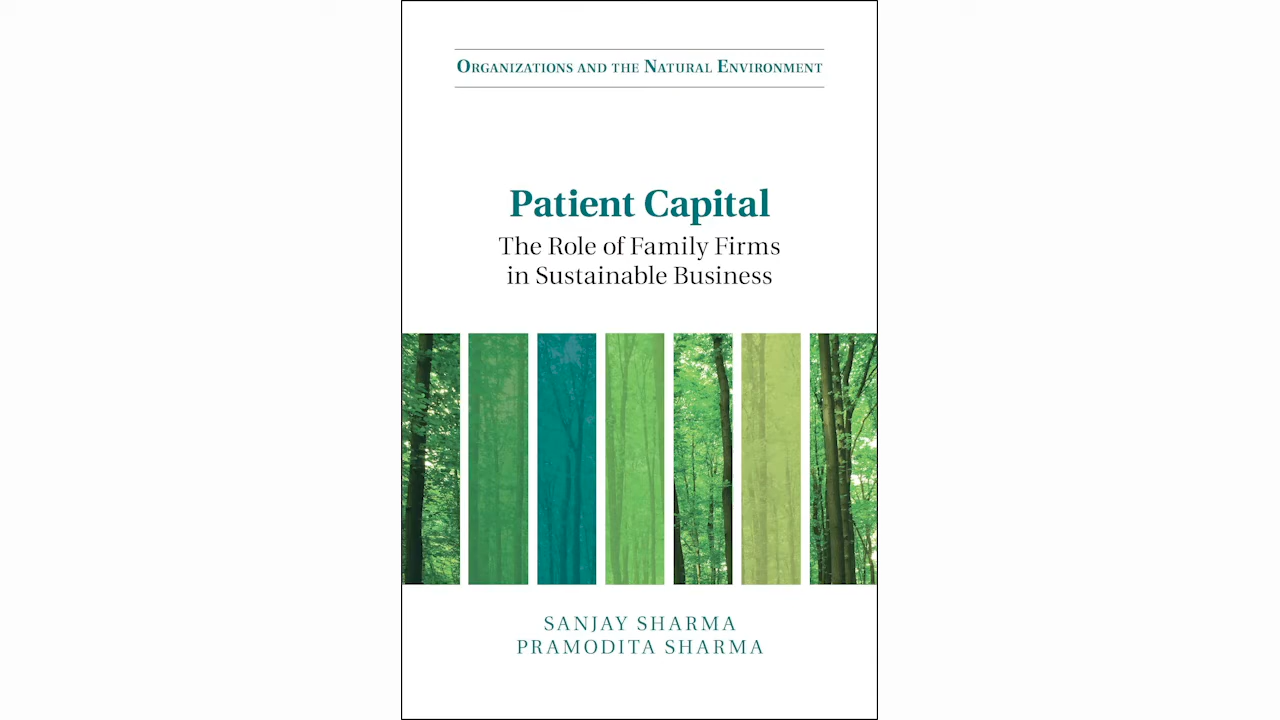 ORGANIZATIONS AND THE NATURAL ENVIRONMENT
Patient Capital
The Role of Family Firms
in Sustainable Business
SANJAY SHARMA
PRAMODITA SHARMA